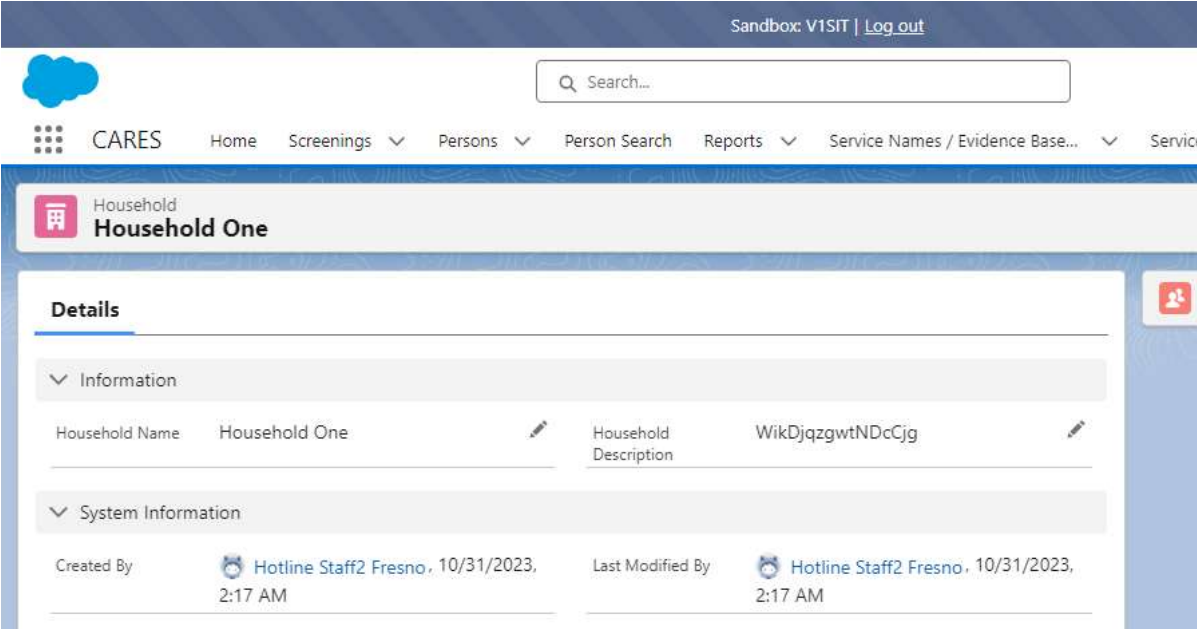 Sandbox: V1SIT | Log out
Search...
CARES Home Screenings Persons Person Search Reports Service Names / Evidence Base... Servic
Household
Household One
Details
Information
Household Name Household One Household Description WikDjqzgwtNDcCjg
System Information
Created By Hotline Staff2 Fresno, 10/31/2023, 2:17 AM Last Modified By Hotline Staff2 Fresno, 10/31/2023, 2:17 AM